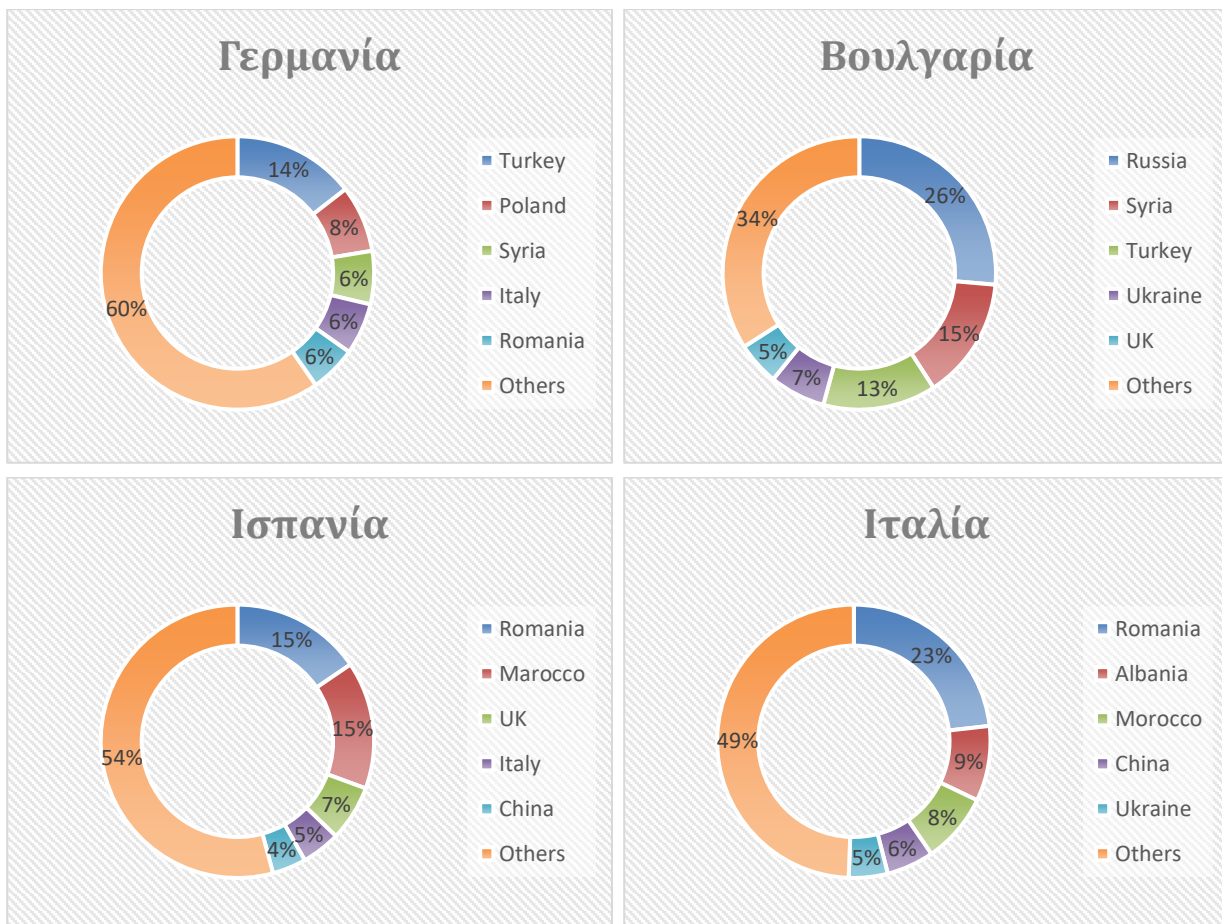 Γερμανία
14%
8%
6%
6%
6%
60%
Turkey
Poland
Syria
Italy
Romania
Others
Βουλγαρία
26%
15%
13%
7%
5%
34%
Russia
Syria
Turkey
Ukraine
UK
Others
Ισπανία
15%
15%
7%
5%
4%
54%
Romania
Marocco
UK
Italy
China
Others
Ιταλία
23%
9%
8%
6%
5%
49%
Romania
Albania
Morocco
China
Ukraine
Others